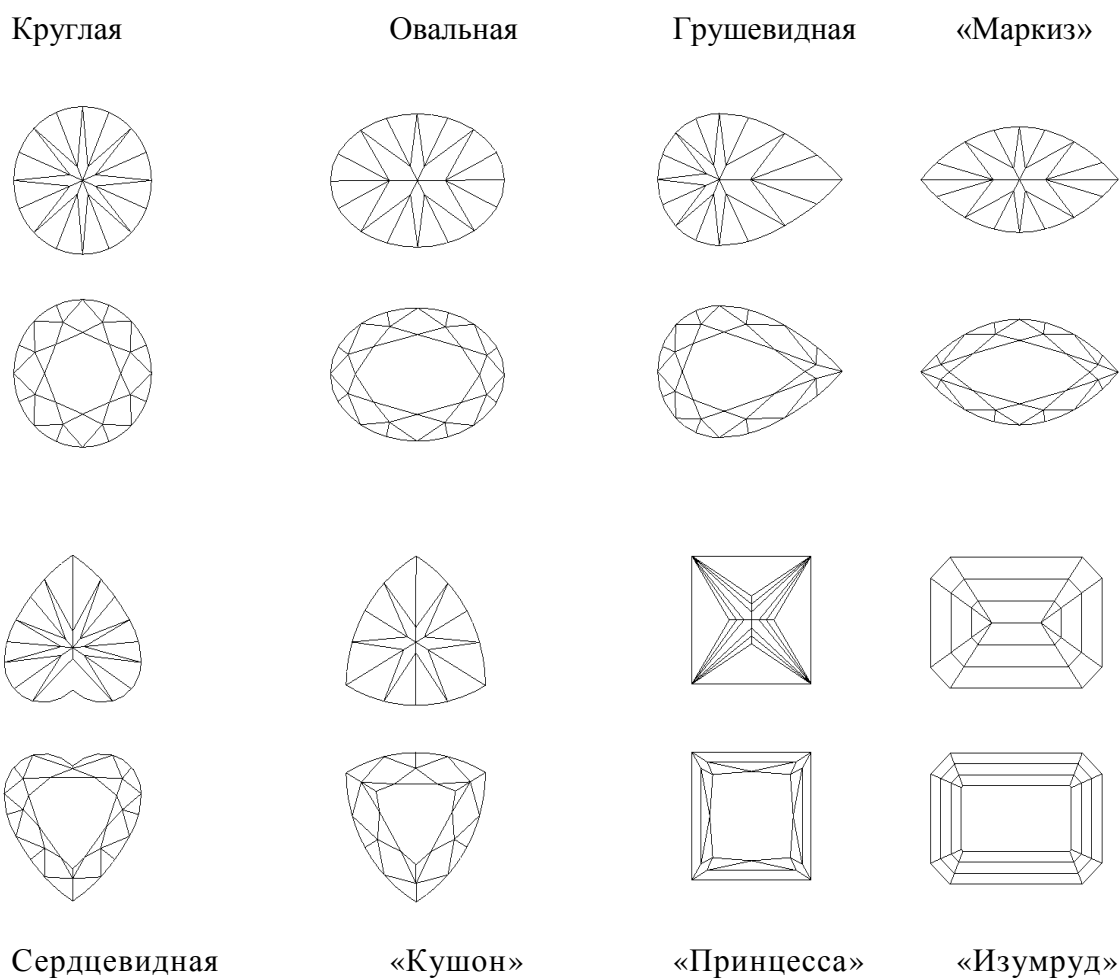 Круглая Овальная Грушевидная «Маркиз»
Сердцевидная «Кушон» «Принцесса» «Изумруд»